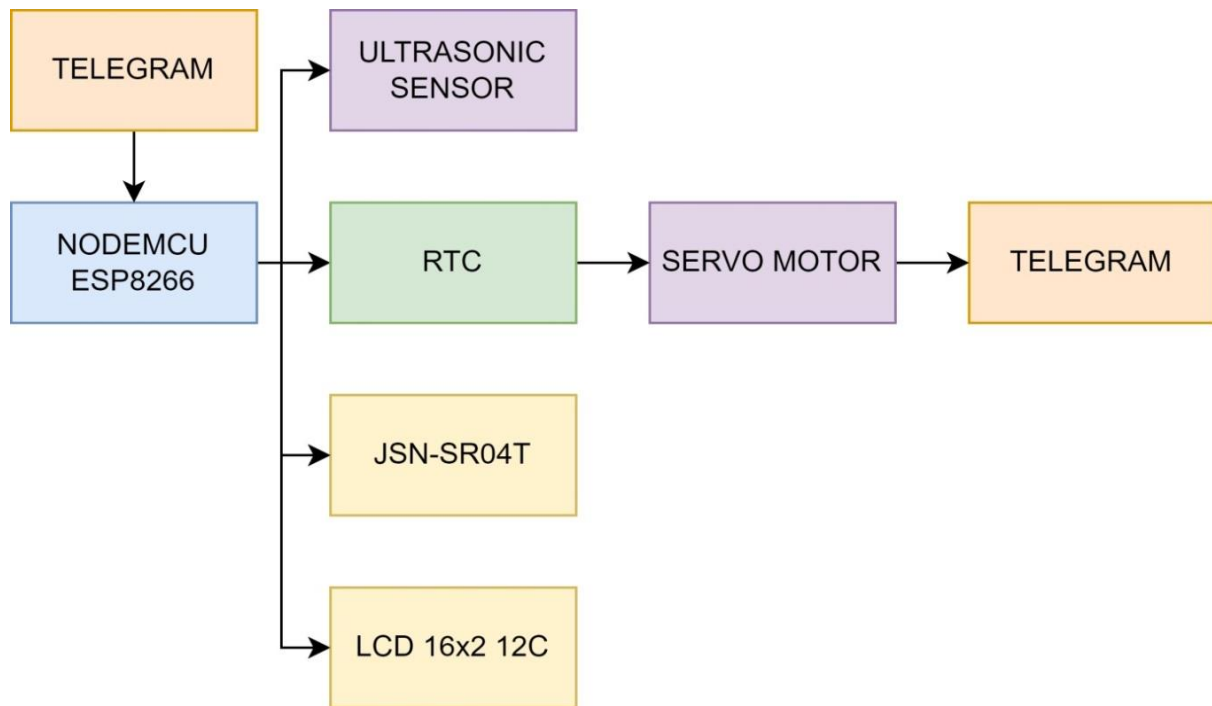 TELEGRAM
ULTRASONIC
SENSOR
NODEMCU
ESP8266
RTC
SERVO MOTOR
TELEGRAM
JSN-SR04T
LCD 16x2 12C